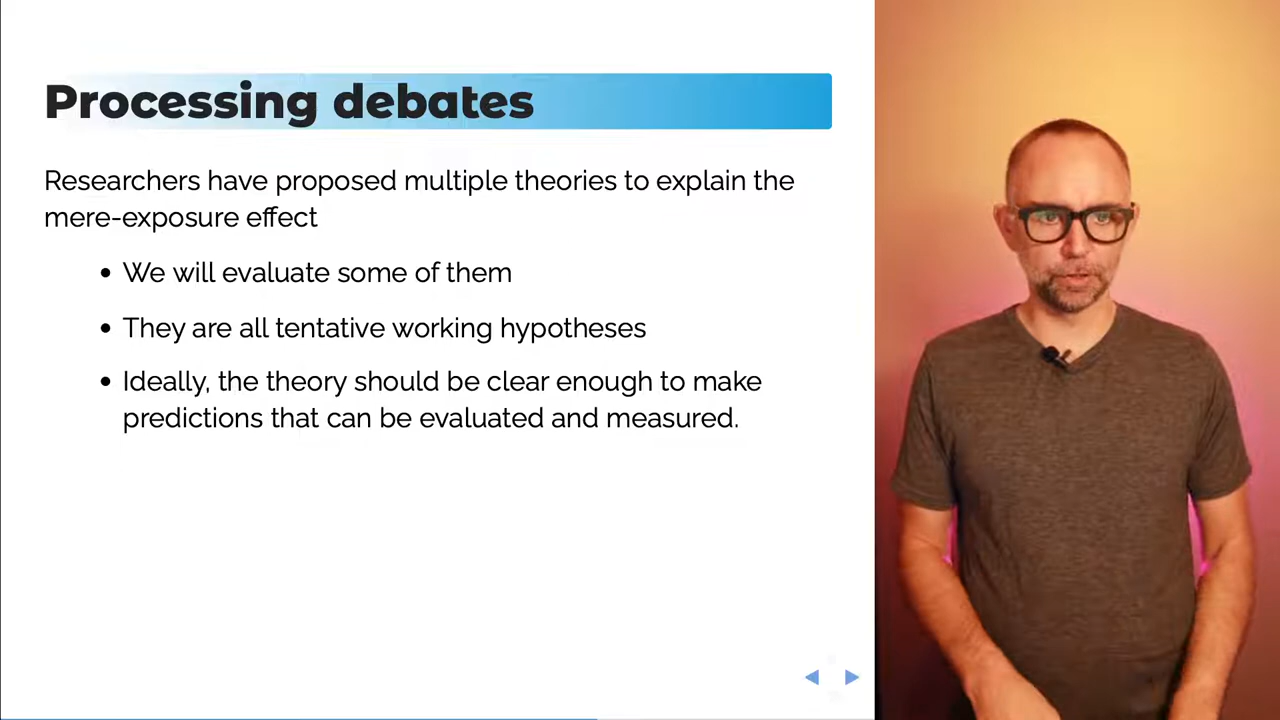 Processing debates
Researchers have proposed multiple theories to explain the
mere-exposure effect
• We will evaluate some of them
• They are all tentative working hypotheses
• Ideally, the theory should be clear enough to make
predictions that can be evaluated and measured.